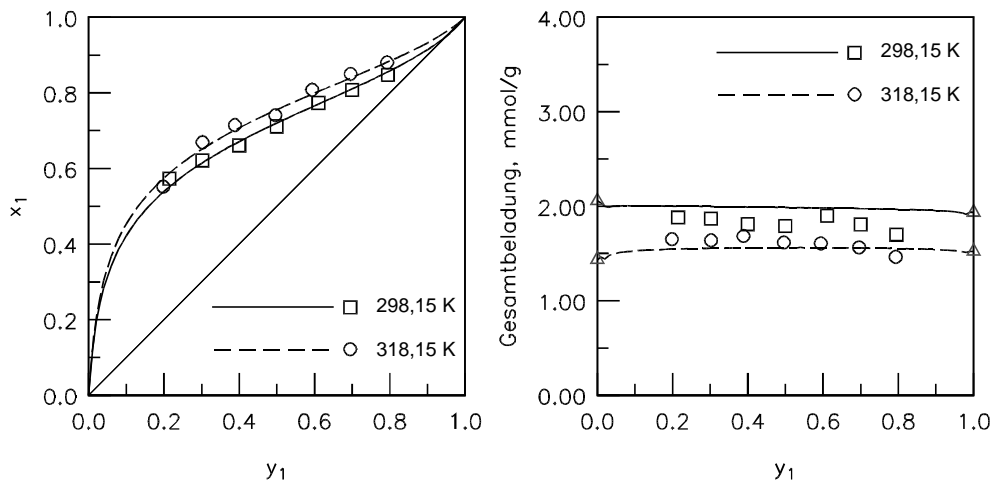 1.0
0.8
0.6
0.4
0.2
0.0
x1
0.0 0.2 0.4 0.6 0.8 1.0
y1
298,15 K
318,15 K
4.00
3.00
2.00
1.00
0.00
Gesamtbeladung, mmol/g
0.0 0.2 0.4 0.6 0.8 1.0
y1
298,15 K
318,15 K